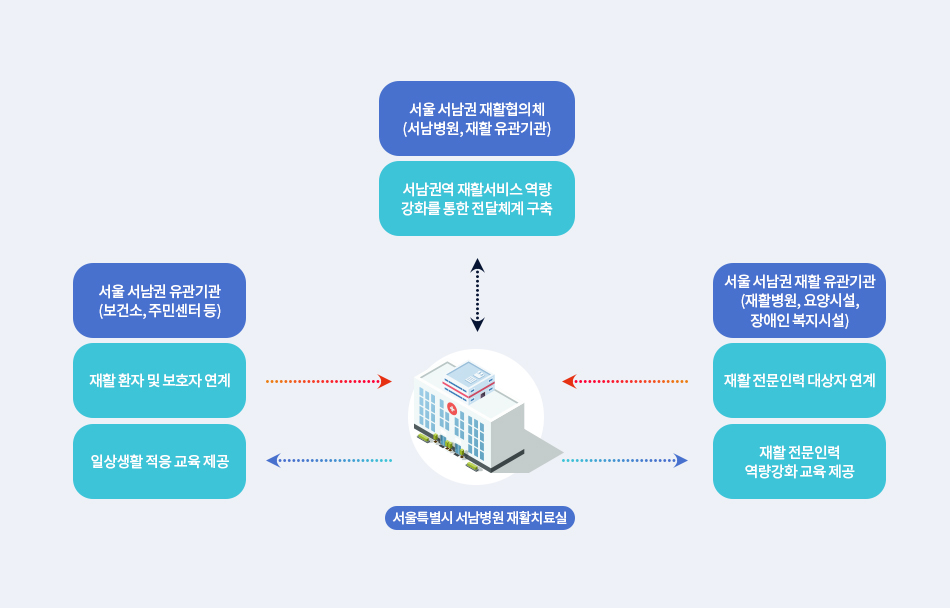 서울 서남권 재활협의체
(서남병원, 재활 유관기관)
서남권역 재활서비스 역량
강화를 통한 전달체계 구축
서울 서남권 유관기관
(보건소, 주민센터 등)
재활 환자 및 보호자 연계
일상생활 적응 교육 제공
서울 서남권 재활 유관기관
(재활병원, 요양시설,
장애인 복지시설)
재활 전문인력 대상자 연계
재활 전문인력
역량강화 교육 제공
서울특별시 서남병원 재활치료실